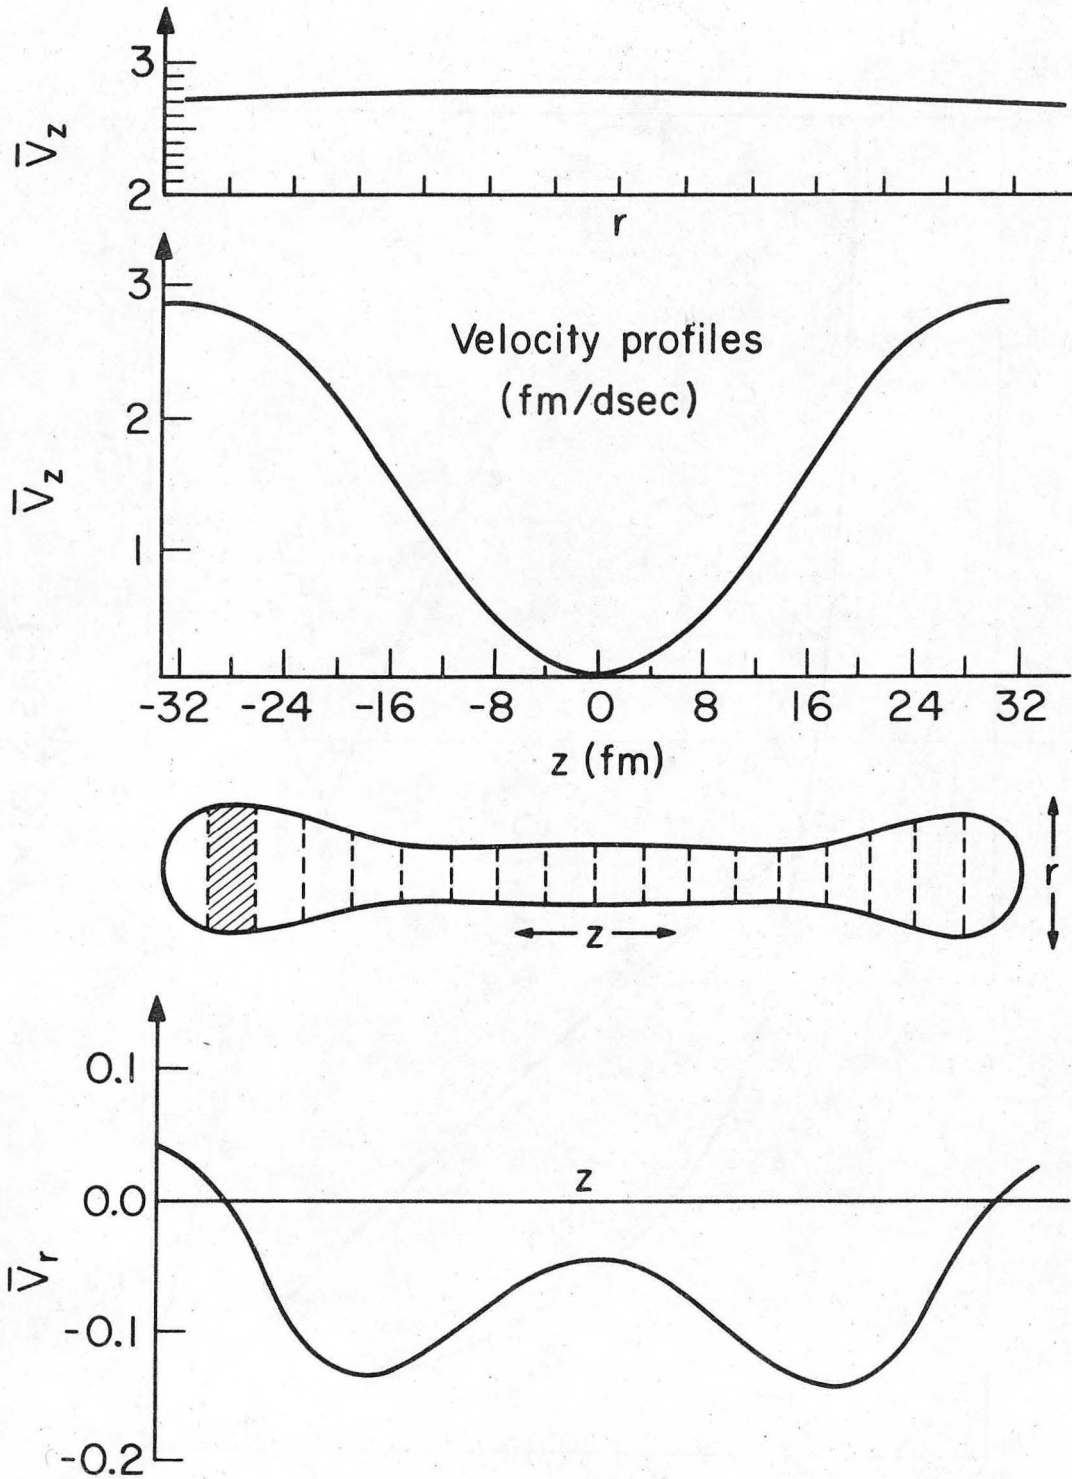 3
2
V̅z
r
3
2
1
V̅z
Velocity profiles
(fm/dsec)
-32 -24 -16 -8 0 8 16 24 32
z (fm)
r
z
0.1
0.0
-0.1
-0.2
V̅r
z